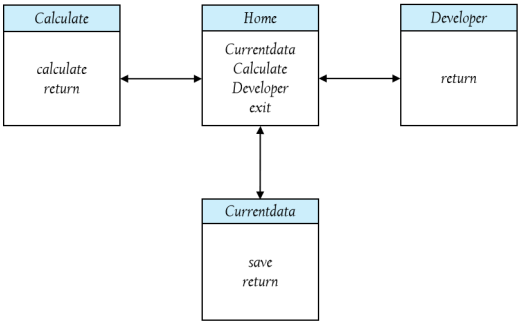 Calculate
calculate
return
Home
Currentdata
Calculate
Developer
exit
Developer
return
Currentdata
save
return